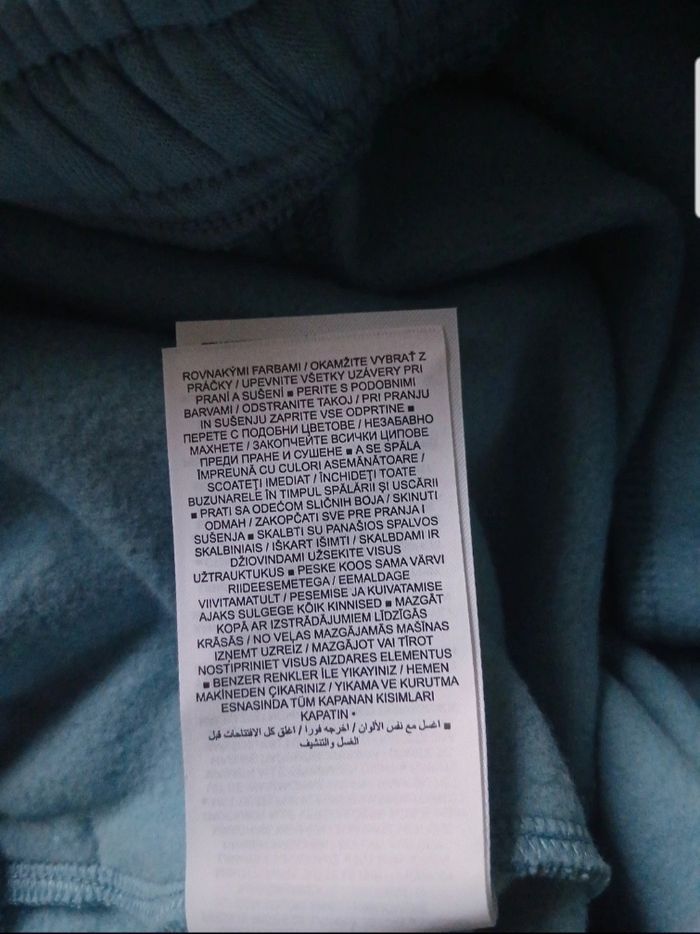 ROVNAKÝMI FARBAMI / OKAMŽITE VYBRAŤ Z
PRÁČKY / UPEVNITE VŠETKY UZÁVERY PRI
PRANÍ A SUŠENÍ ■ PERITE S PODOBNIMI
BARVAMI / ODSTRANITE TAKOJ / PRI PRANJU
IN SUŠENJU ZAPRITE VSE ODPRTINE ■
ПЕРЕТЕ С ПОДОБНИ ЦВЕТОВЕ / НЕЗАБАВНО
МАХНЕТЕ / ЗАКОПЧЕЙТЕ ВСИЧКИ ЦИПОВЕ
ПРЕДИ ПРАНЕ И СУШЕНЕ ■ A SE SPĂLA
ÎMPREUNĂ CU CULORI ASEMĂNĂTOARE /
SCOATEȚI IMEDIAT / ÎNCHIDEȚI TOATE
BUZUNARELE ÎN TIMPUL SPĂLĂRII ȘI USCĂRII
■ PRATI SA ODEĆOM SLIČNIH BOJA / SKINUTI
ODMAH / ZAKOPČATI SVE PRE PRANJA I
SUŠENJA ■ SKALBTI SU PANAŠIOS SPALVOS
SKALBINIAIS / IŠKART IŠIMTI / SKALBDAMI IR
DŽIOVINDAMI UŽSEKITE VISUS
UŽTRAUKTUKUS ■ PESKE KOOS SAMA VÄRVI
RIIDEESEMETEGA / EEMALDAGE
VIIVITAMATULT / PESEMISE JA KUIVATAMISE
AJAKS SULGEGE KÕIK KINNISED ■ MAZGĀT
KOPĀ AR IZSTRĀDĀJUMIEM LĪDZĪGĀS
KRĀSĀS / NO VEĻAS MAZGĀJAMĀS MAŠĪNAS
IZŅEMT UZREIZ / MAZGĀJOT VAI TĪROT
NOSTIPRINIET VISUS AIZDARES ELEMENTUS
■ BENZER RENKLER İLE YIKAYINIZ / HEMEN
MAKİNEDEN ÇIKARINIZ / YIKAMA VE KURUTMA
ESNASINDA TÜM KAPANAN KISIMLARI
KAPATIN •
■ اغسل مع نفس الألوان / اخرجه فورا / اغلق كل الافتتاحات قبل
الغسل والتنشيف